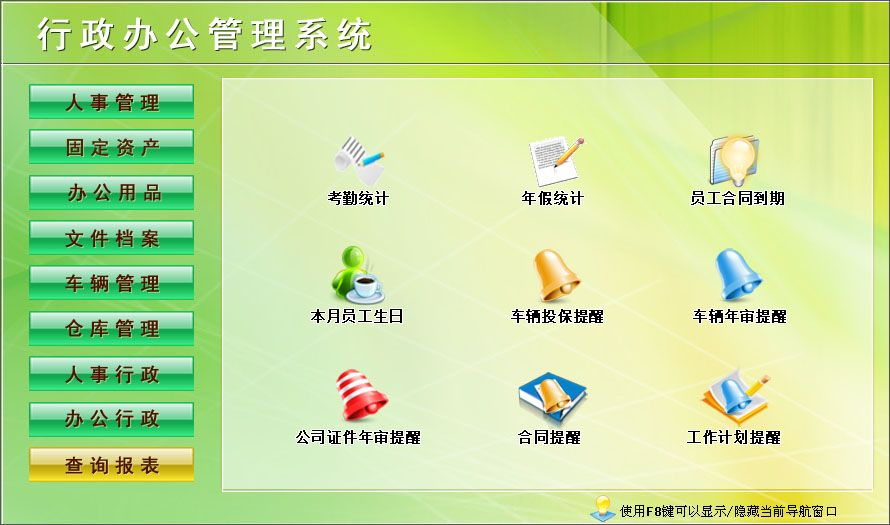 行政办公管理系统
人事管理
固定资产
办公用品
文件档案
车辆管理
仓库管理
人事行政
办公行政
查询报表
考勤统计
年假统计
员工合同到期
本月员工生日
车辆投保提醒
车辆年审提醒
公司证件年审提醒
合同提醒
工作计划提醒
使用F8键可以显示/隐藏当前导航窗口